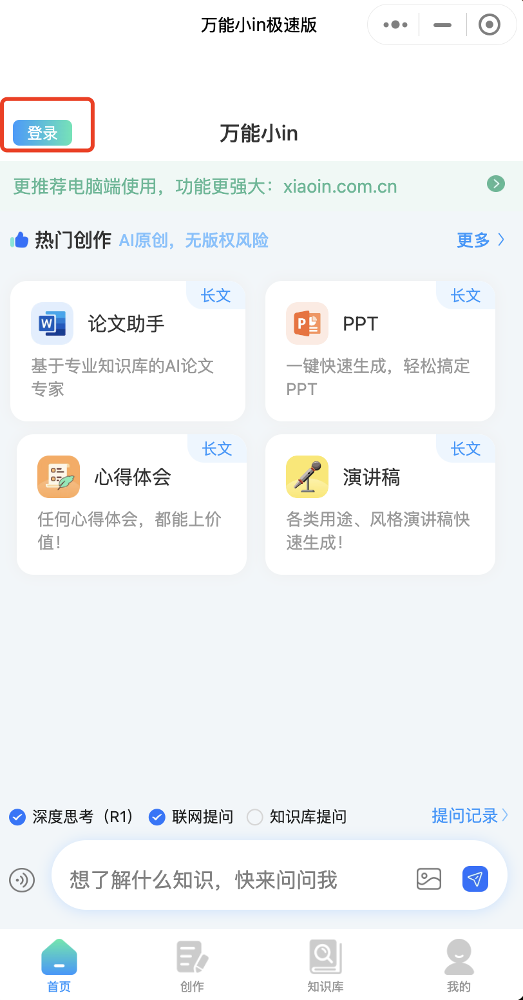 万能小in极速版
登录
万能小in
更推荐电脑端使用，功能更强大：xiaoin.com.cn
热门创作 AI原创，无版权风险 更多
长文
W
论文助手
基于专业知识库的AI论文
专家
长文
P
PPT
一键快速生成，轻松搞定
PPT
长文
心得体会
任何心得体会，都能上价
值！
长文
演讲稿
各类用途、风格演讲稿快
速生成！
深度思考（R1） 联网提问 知识库提问 提问记录
想了解什么知识，快来问问我
首页 创作 知识库 我的